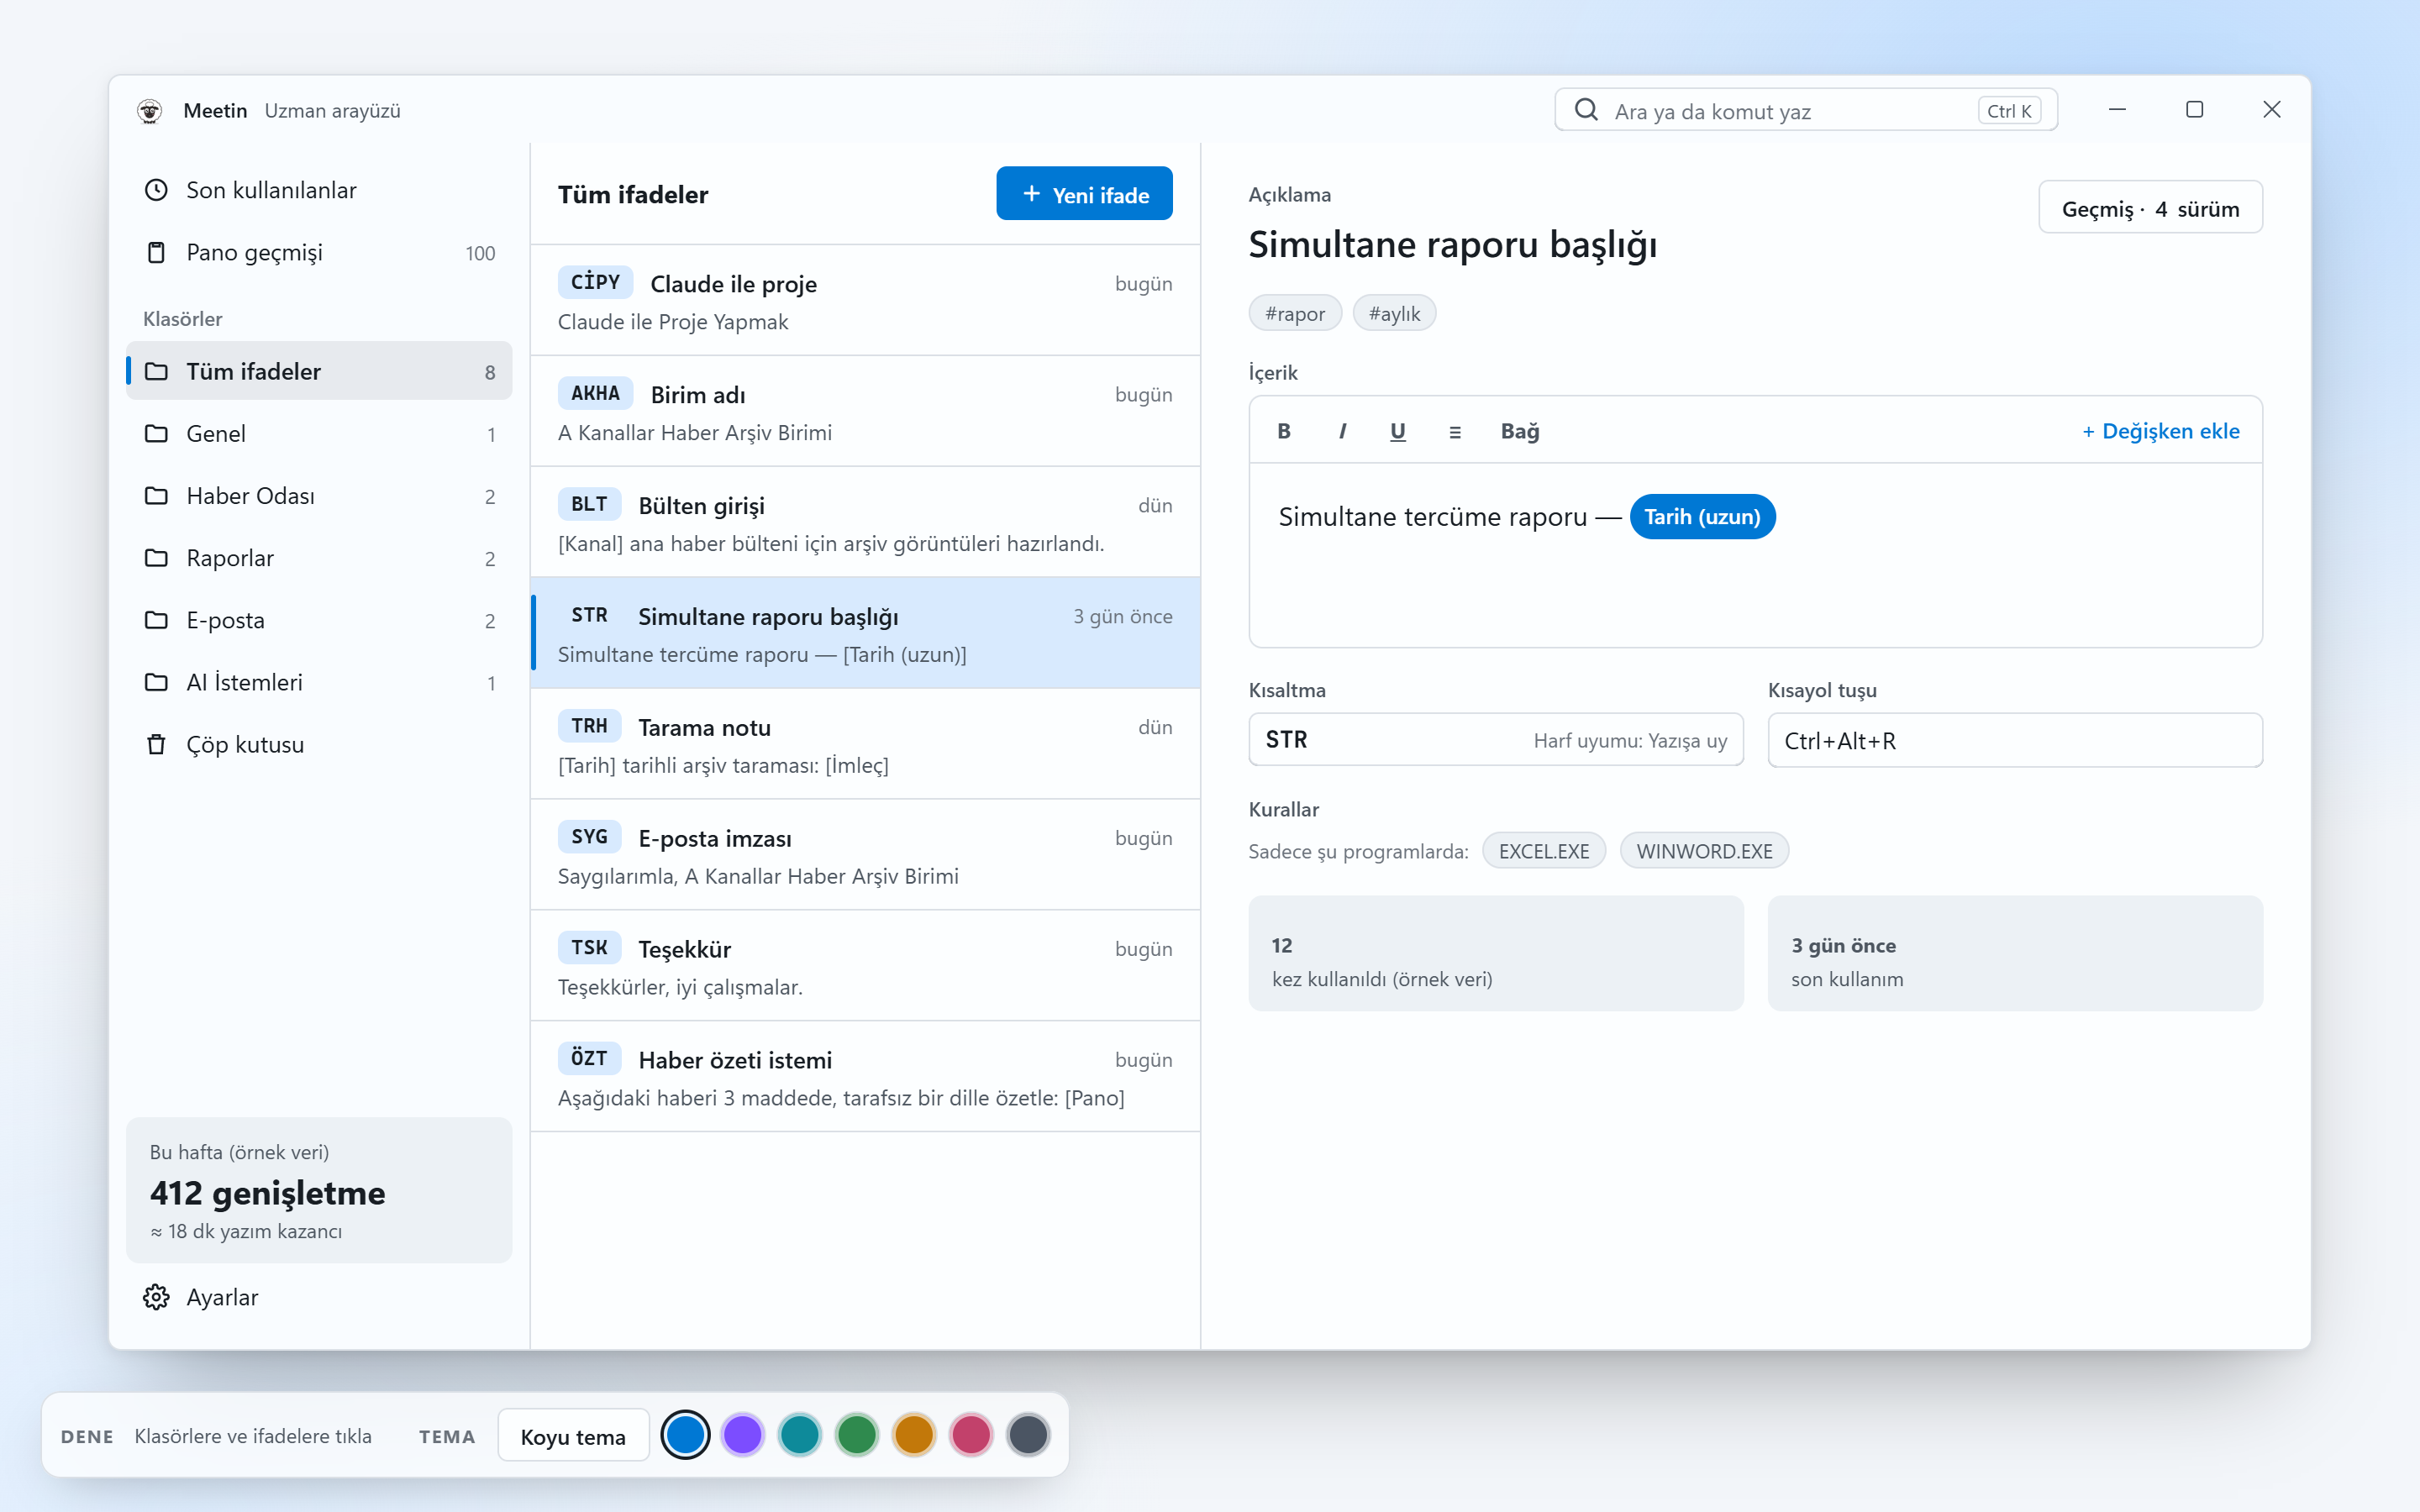 Meetin Uzman arayüzü
Ara ya da komut yaz Ctrl K
Son kullanılanlar
Pano geçmişi 100
Klasörler
Tüm ifadeler 8
Genel 1
Haber Odası 2
Raporlar 2
E-posta 2
AI İstemleri 1
Çöp kutusu
Bu hafta (örnek veri)
412 genişletme
≈ 18 dk yazım kazancı
Ayarlar
Tüm ifadeler + Yeni ifade
CİPY Claude ile proje bugün
Claude ile Proje Yapmak
AKHA Birim adı bugün
A Kanallar Haber Arşiv Birimi
BLT Bülten girişi dün
[Kanal] ana haber bülteni için arşiv görüntüleri hazırlandı.
STR Simultane raporu başlığı 3 gün önce
Simultane tercüme raporu — [Tarih (uzun)]
TRH Tarama notu dün
[Tarih] tarihli arşiv taraması: [İmleç]
SYG E-posta imzası bugün
Saygılarımla, A Kanallar Haber Arşiv Birimi
TSK Teşekkür bugün
Teşekkürler, iyi çalışmalar.
ÖZT Haber özeti istemi bugün
Aşağıdaki haberi 3 maddede, tarafsız bir dille özetle: [Pano]
Açıklama
Simultane raporu başlığı
Geçmiş · 4 sürüm
#rapor #aylık
İçerik
B I U ≡ Bağ + Değişken ekle
Simultane tercüme raporu — Tarih (uzun)
Kısaltma Kısayol tuşu
STR Harf uyumu: Yazışa uy Ctrl+Alt+R
Kurallar
Sadece şu programlarda: EXCEL.EXE WINWORD.EXE
12 3 gün önce
kez kullanıldı (örnek veri) son kullanım
DENE Klasörlere ve ifadelere tıkla TEMA Koyu tema